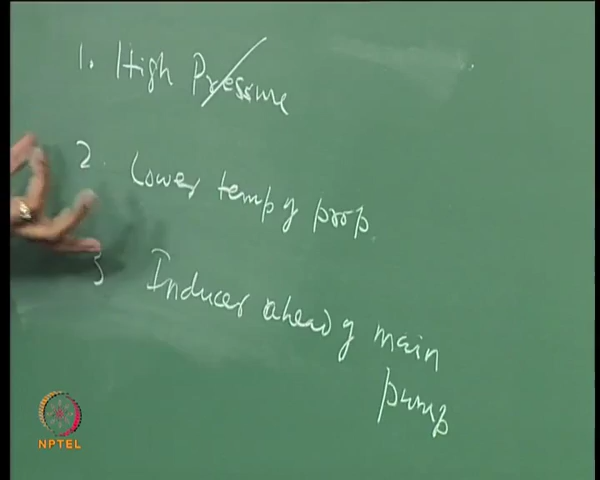 1. High Pressure
2. Lower temp of prop.
3 Inducer ahead of main
pump
NPTEL